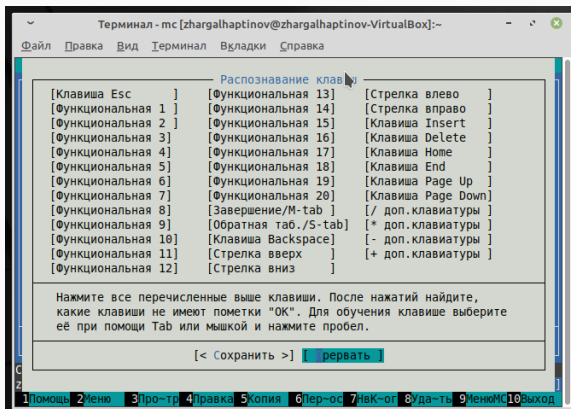 Терминал - mc [zhargalhaptinov@zhargalhaptinov-VirtualBox]:~
Файл Правка Вид Терминал Вкладки Справка
Распознавание клавиш
[Клавиша Esc ] [Функциональная 13] [Стрелка влево ]
[Функциональная 1 ] [Функциональная 14] [Стрелка вправо ]
[Функциональная 2 ] [Функциональная 15] [Клавиша Insert ]
[Функциональная 3] [Функциональная 16] [Клавиша Delete ]
[Функциональная 4] [Функциональная 17] [Клавиша Home ]
[Функциональная 5] [Функциональная 18] [Клавиша End ]
[Функциональная 6] [Функциональная 19] [Клавиша Page Up ]
[Функциональная 7] [Функциональная 20] [Клавиша Page Down]
[Функциональная 8] [Завершение/M-tab ] [/ доп.клавиатуры ]
[Функциональная 9] [Обратная таб./S-tab] [* доп.клавиатуры ]
[Функциональная 10] [Клавиша Backspace] [- доп.клавиатуры ]
[Функциональная 11] [Стрелка вверх ] [+ доп.клавиатуры ]
[Функциональная 12] [Стрелка вниз ]
Нажмите все перечисленные выше клавиши. После нажатий найдите,
какие клавиши не имеют пометки "OK". Для обучения клавише выберите
её при помощи Tab или мышкой и нажмите пробел.
[< Сохранить >] [ Прервать ]
1Помощь 2Меню 3Про~тр 4Правка 5Копия 6Пер~ос 7НвК~ог 8Уда~ть 9МенюMC 10Выход